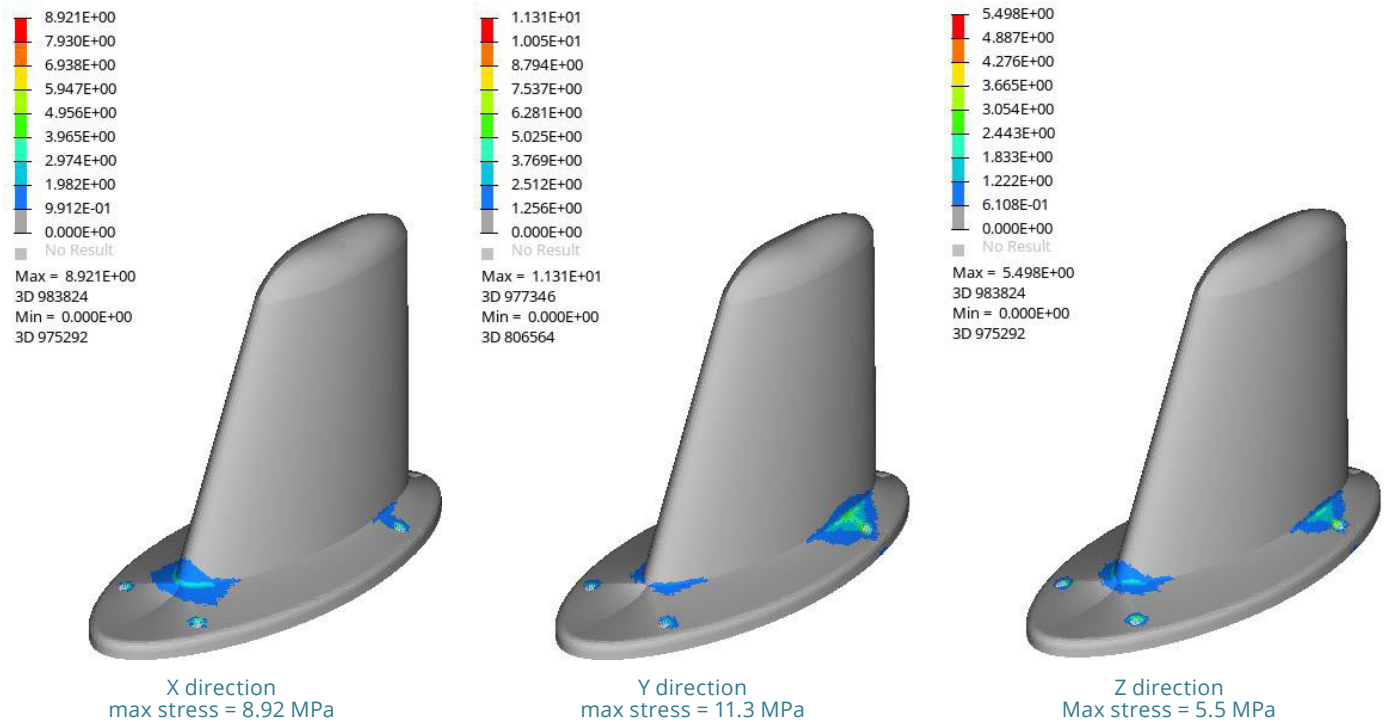 8.921E+00
7.930E+00
6.938E+00
5.947E+00
4.956E+00
3.965E+00
2.974E+00
1.982E+00
9.912E-01
0.000E+00
No Result
Max = 8.921E+00
3D 983824
Min = 0.000E+00
3D 975292
X direction
max stress = 8.92 MPa
1.131E+01
1.005E+01
8.794E+00
7.537E+00
6.281E+00
5.025E+00
3.769E+00
2.512E+00
1.256E+00
0.000E+00
No Result
Max = 1.131E+01
3D 977346
Min = 0.000E+00
3D 806564
Y direction
max stress = 11.3 MPa
5.498E+00
4.887E+00
4.276E+00
3.665E+00
3.054E+00
2.443E+00
1.833E+00
1.222E+00
6.108E-01
0.000E+00
No Result
Max = 5.498E+00
3D 983824
Min = 0.000E+00
3D 975292
Z direction
Max stress = 5.5 MPa